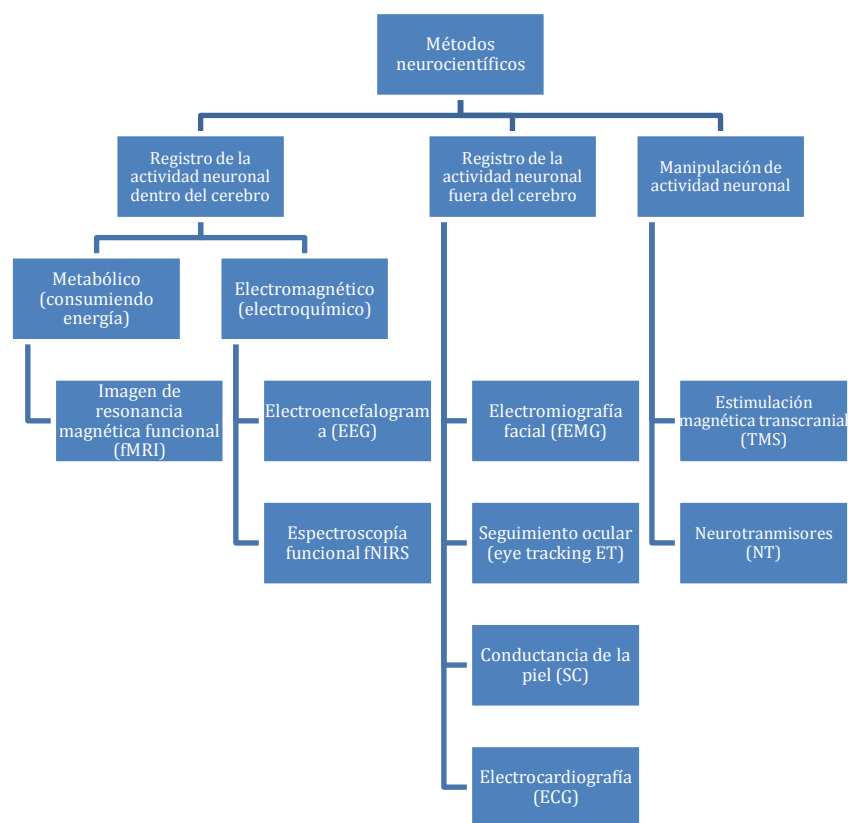 Métodos
neurocientíficos
Registro de la
actividad neuronal
dentro del cerebro
Registro de la
actividad neuronal
fuera del cerebro
Manipulación de
actividad neuronal
Metabólico
(consumiendo
energía)
Electromagnético
(electroquímico)
Imagen de
resonancia
magnética funcional
(fMRI)
Electroencefalogram
a (EEG)
Electromiografía
facial (fEMG)
Estimulación
magnética transcranial
(TMS)
Espectroscopía
funcional fNIRS
Seguimiento ocular
(eye tracking ET)
Neurotranmisores
(NT)
Conductancia de la
piel (SC)
Electrocardiografía
(ECG)